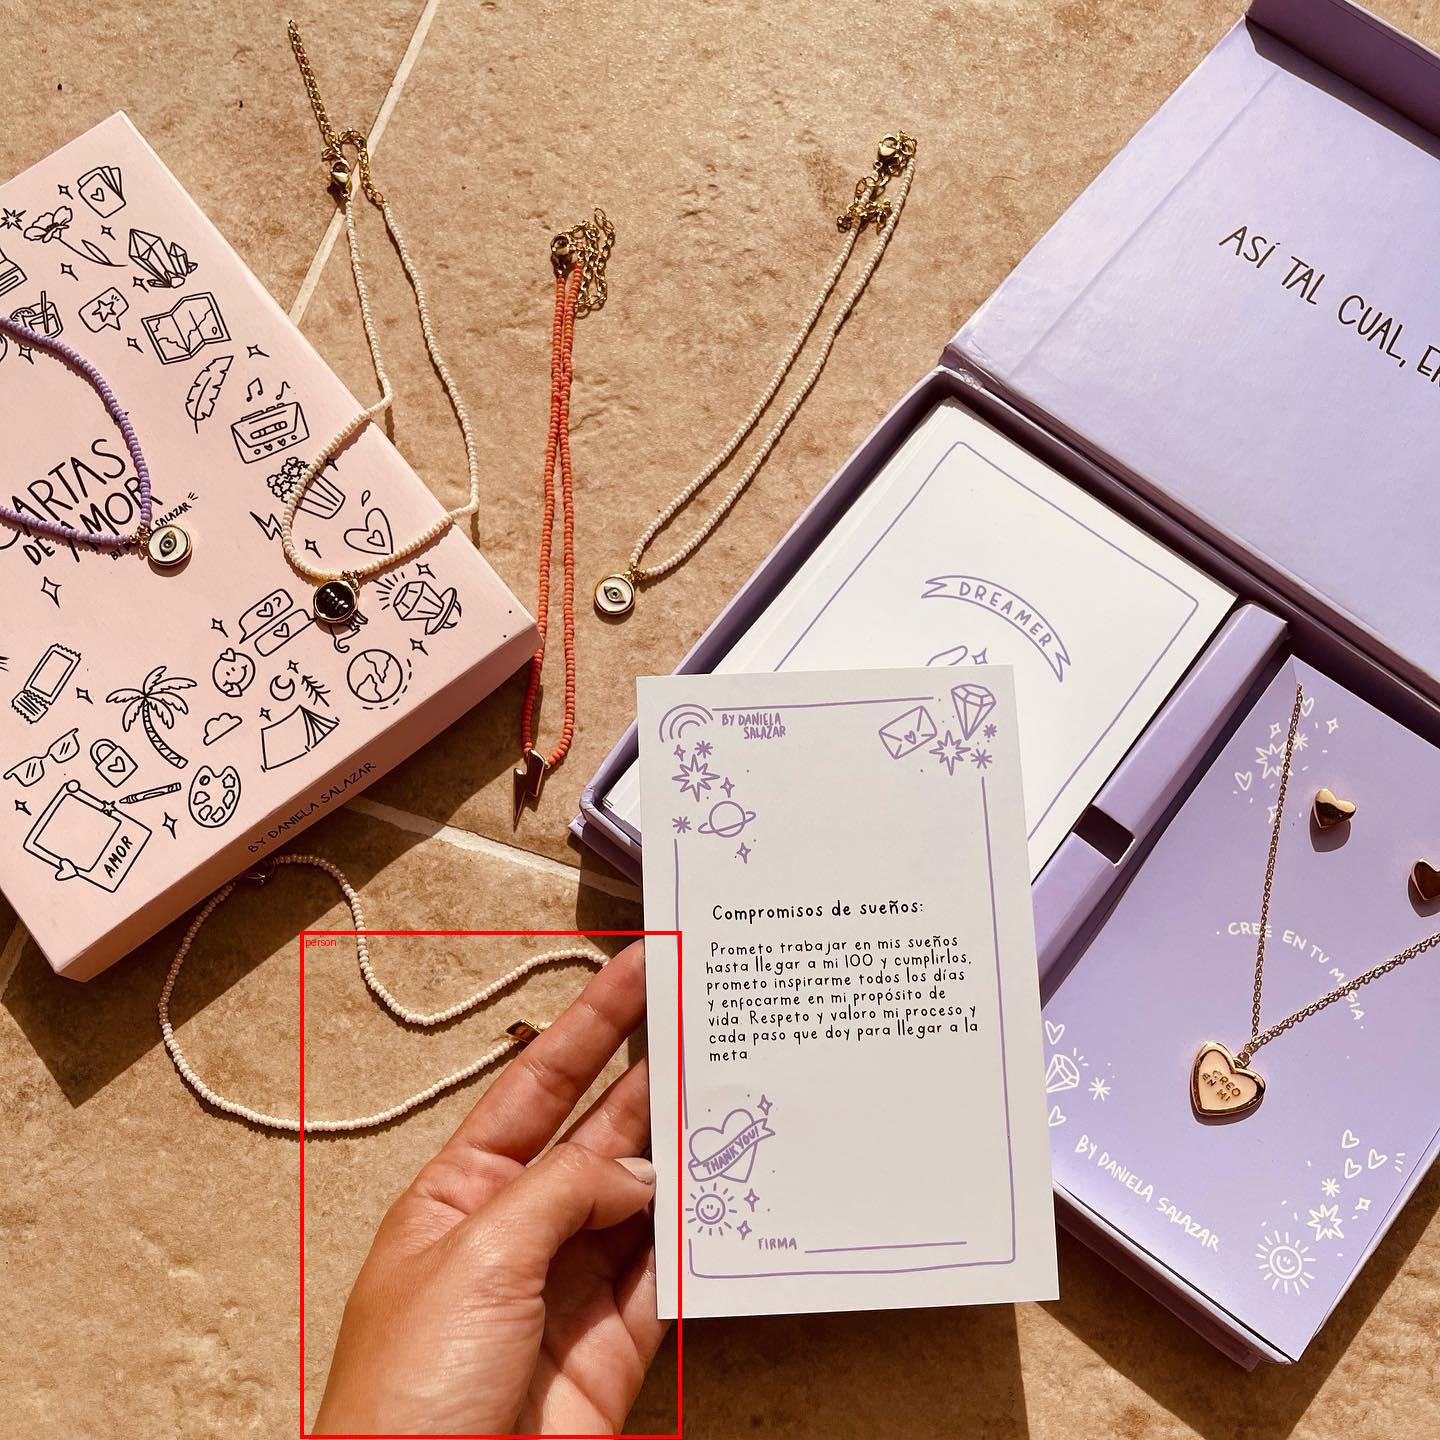 CARTAS
DE AMOR
SALAZAR
AMOR
BY DANIELA SALAZAR
ASÍ TAL CUAL,
DREAMER
BY DANIELA
SALAZAR
Compromisos de sueños:
Prometo trabajar en mis sueños
hasta llegar a mi 100 y cumplirlos,
prometo inspirarme todos los días
y enfocarme en mi propósito de
vida. Respeto y valoro mi proceso y
cada paso que doy para llegar a la
meta
THANK YOU!
FIRMA
CREE EN TU MAGIA.
CREO
EN MI
BY DANIELA SALAZAR
person